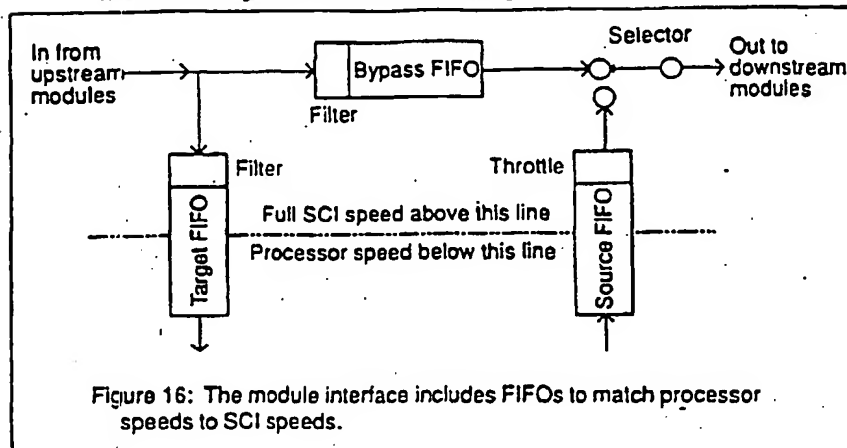 In from
upstream
modules
Filter
Bypass FIFO
Selector
Out to
downstream
modules
Filter
Target FIFO
Throttle
Source FIFO
Full SCI speed above this line
Processor speed below this line
Figure 16: The module interface includes FIFOs to match processor
speeds to SCI speeds.